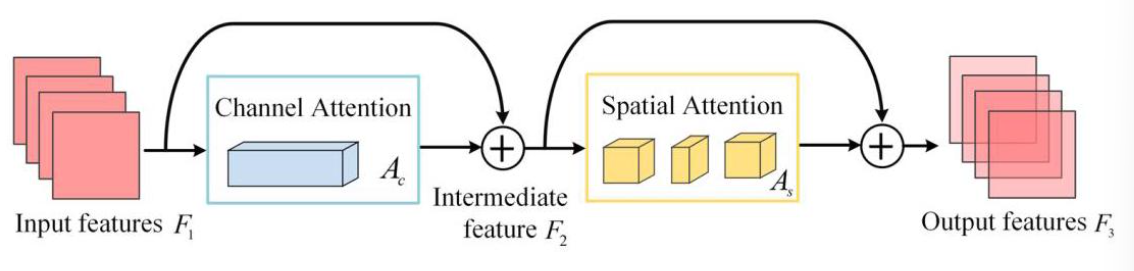 Channel Attention
A_c
Input features F_1
+
Intermediate
feature F_2
Spatial Attention
A_s
+
Output features F_3